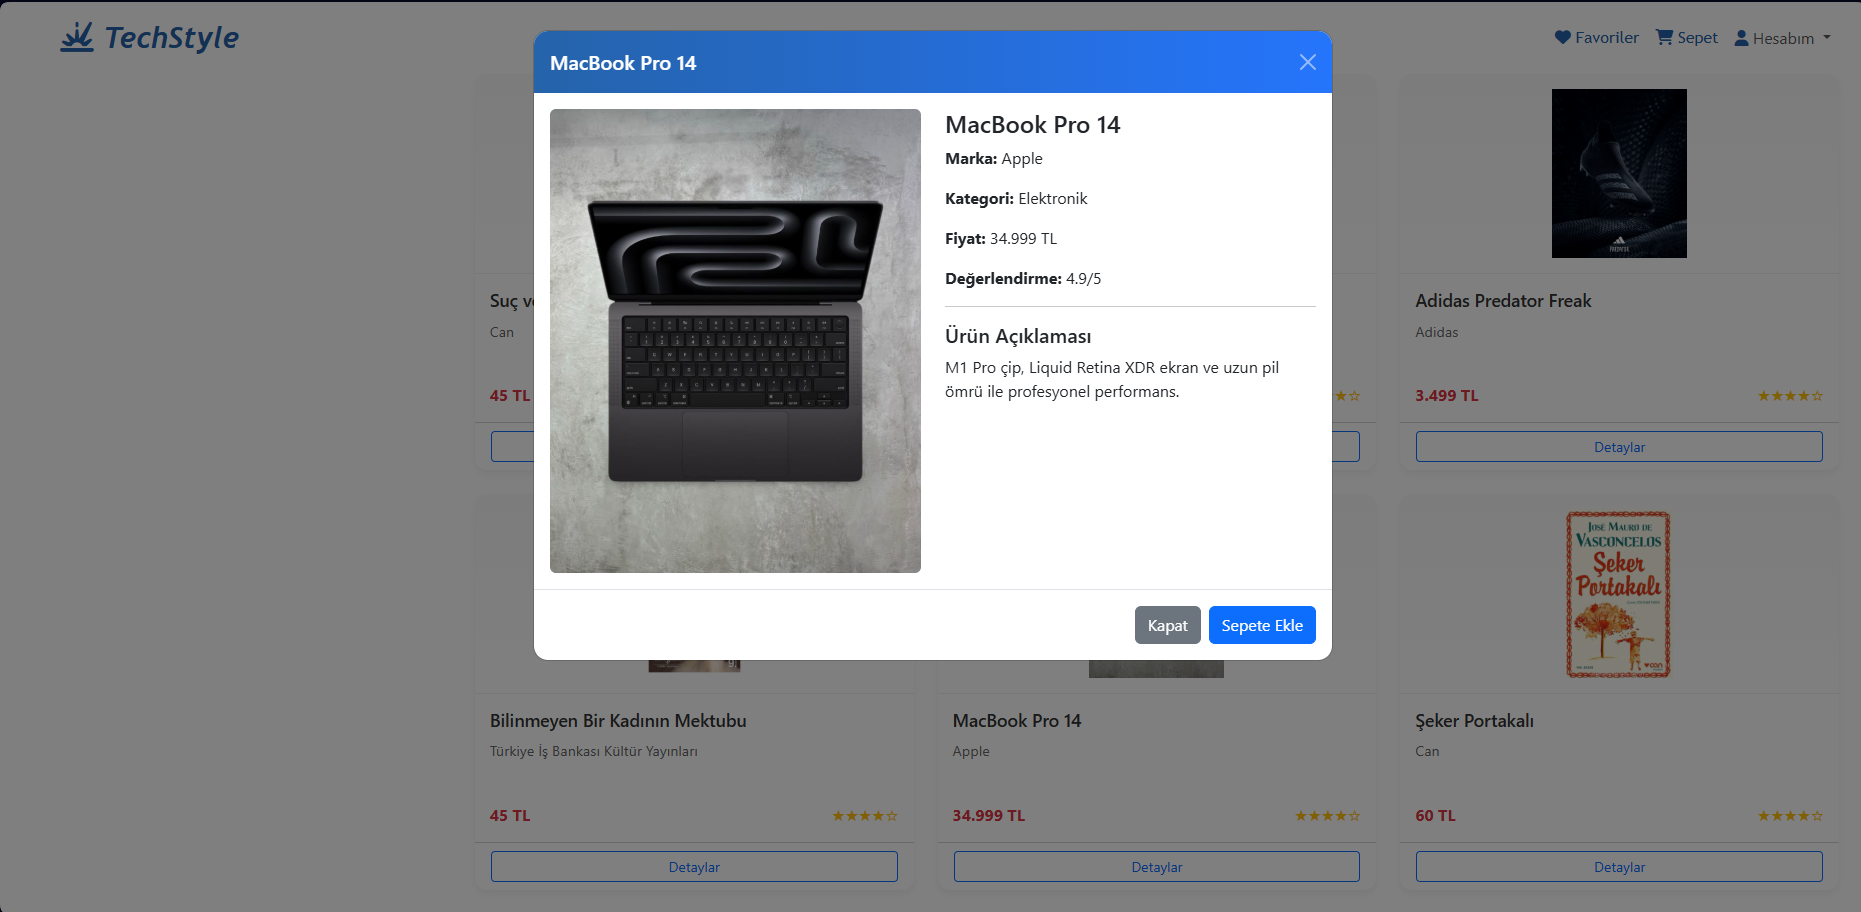 TechStyle
Favoriler
Sepet
Hesabım
MacBook Pro 14
MacBook Pro 14
Marka: Apple
Kategori: Elektronik
Fiyat: 34.999 TL
Değerlendirme: 4.9/5
Ürün Açıklaması
M1 Pro çip, Liquid Retina XDR ekran ve uzun pil
ömrü ile profesyonel performans.
Kapat
Sepete Ekle
Suç
Can
45 TL
Adidas Predator Freak
Adidas
3.499 TL
Detaylar
JOSÉ MAURO DE
VASCONCELOS
Şeker
Portakalı
can
Bilinmeyen Bir Kadının Mektubu
Türkiye İş Bankası Kültür Yayınları
45 TL
Detaylar
MacBook Pro 14
Apple
34.999 TL
Detaylar
Şeker Portakalı
Can
60 TL
Detaylar